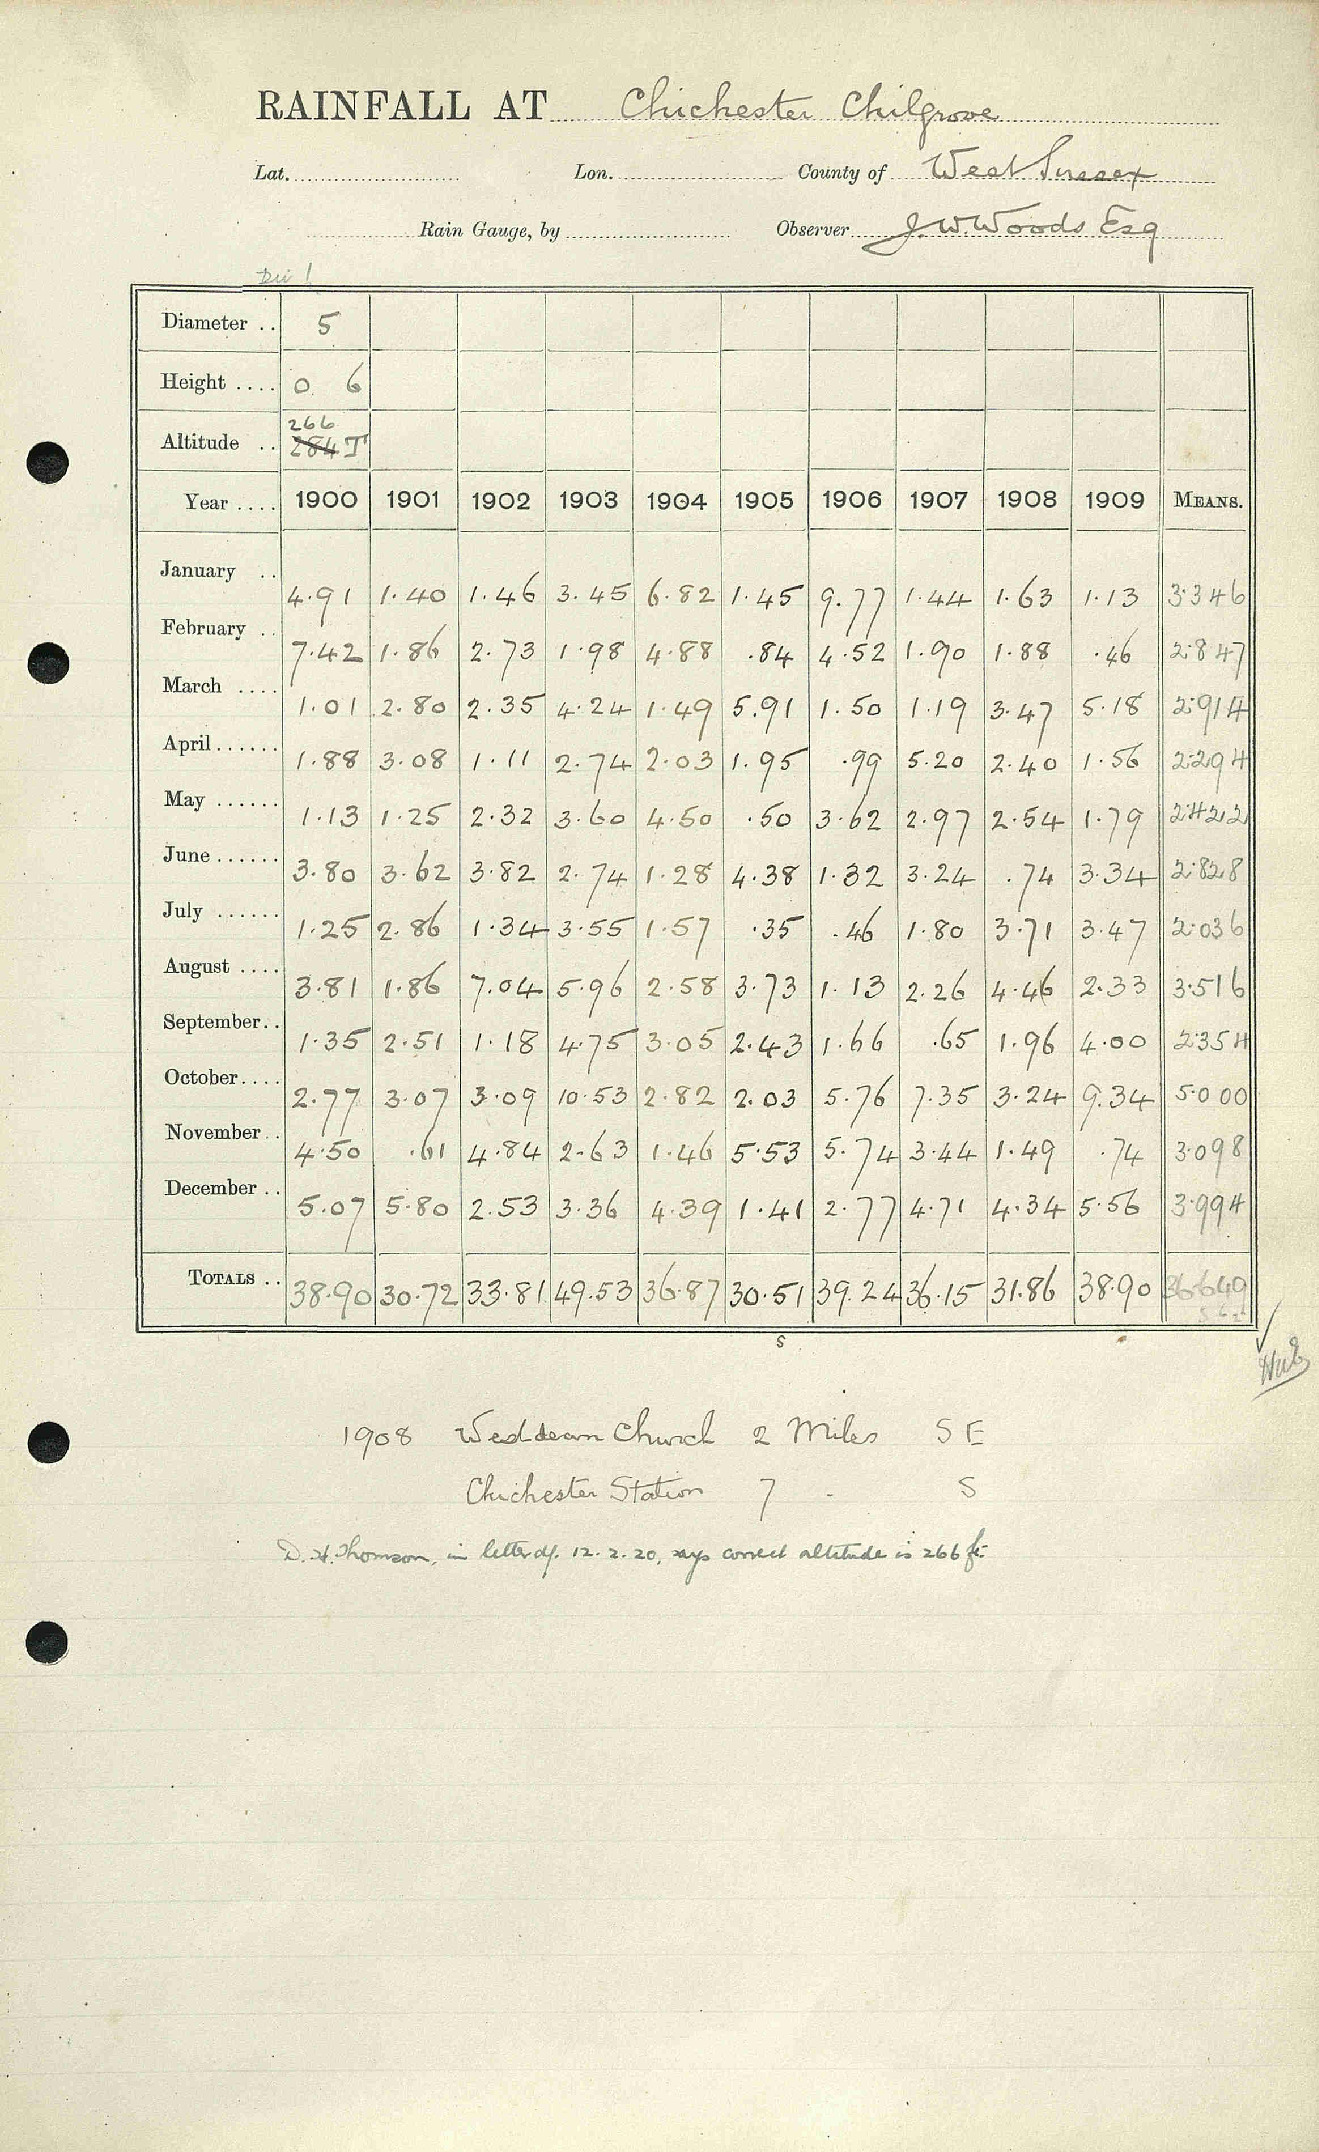 RAINFALL AT Chichester Chilgrove
Lat. Lon. County of West Sussex
Rain Gauge, by Observer J. W. Woods Esq
Diameter .. 5
Height .... 0 6
266
Altitude .. 284 T
Year .... 1900 1901 1902 1903 1904 1905 1906 1907 1908 1909 MEANS.
January .. 4.91 1.40 1.46 3.45 6.82 1.45 9.77 1.44 1.63 1.13 3.346
February .. 7.42 1.86 2.73 1.98 4.88 .84 4.52 1.90 1.88 .46 2.847
March .... 1.01 2.80 2.35 4.24 1.49 5.91 1.50 1.19 3.47 5.18 2.914
April ...... 1.88 3.08 1.11 2.74 2.03 1.95 .99 5.20 2.40 1.56 2.294
May ...... 1.13 1.25 2.32 3.60 4.50 .50 3.62 2.97 2.54 1.79 2.422
June ...... 3.80 3.62 3.82 2.74 1.28 4.38 1.32 3.24 .74 3.34 2.828
July ...... 1.25 2.86 1.34 3.55 1.57 .35 .46 1.80 3.71 3.47 2.036
August .... 3.81 1.86 7.04 5.96 2.58 3.73 1.13 2.26 4.46 2.33 3.516
September .. 1.35 2.51 1.18 4.75 3.05 2.43 1.66 .65 1.96 4.00 2.354
October .... 2.77 3.07 3.09 10.53 2.82 2.03 5.76 7.35 3.24 9.34 5.000
November .. 4.50 .61 4.84 2.63 1.46 5.53 5.74 3.44 1.49 .74 3.098
December .. 5.07 5.80 2.53 3.36 4.39 1.41 2.77 4.71 4.34 5.56 3.994
TOTALS .. 38.90 30.72 33.81 49.53 36.87 30.51 39.24 36.15 31.86 38.90 36.649
s
1908 Westdean Church 2 Miles S E
Chichester Station 7 - S
D. H. Thomson, in letter of. 12.2.20, says correct altitude is 266 ft.